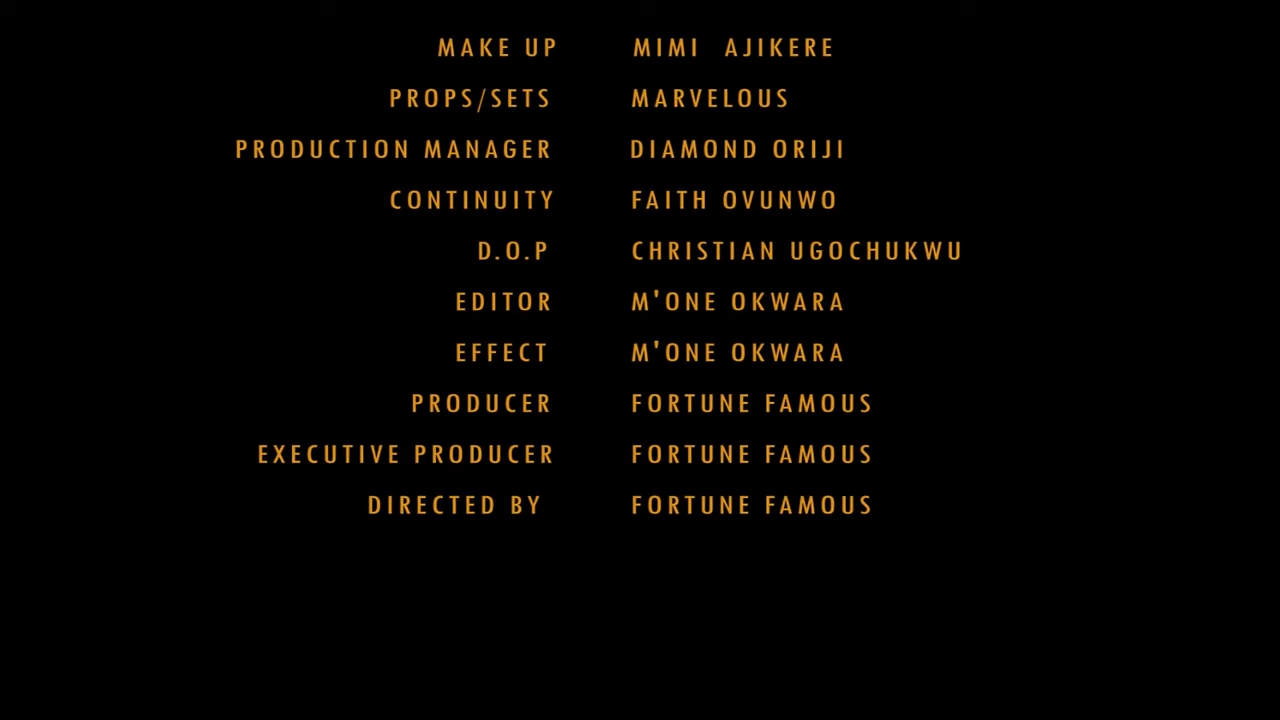 MAKE UP MIMI AJIKERE
PROPS/SETS MARVELOUS
PRODUCTION MANAGER DIAMOND ORIJI
CONTINUITY FAITH OVUNWO
D.O.P CHRISTIAN UGOCHUKWU
EDITOR M'ONE OKWARA
EFFECT M'ONE OKWARA
PRODUCER FORTUNE FAMOUS
EXECUTIVE PRODUCER FORTUNE FAMOUS
DIRECTED BY FORTUNE FAMOUS